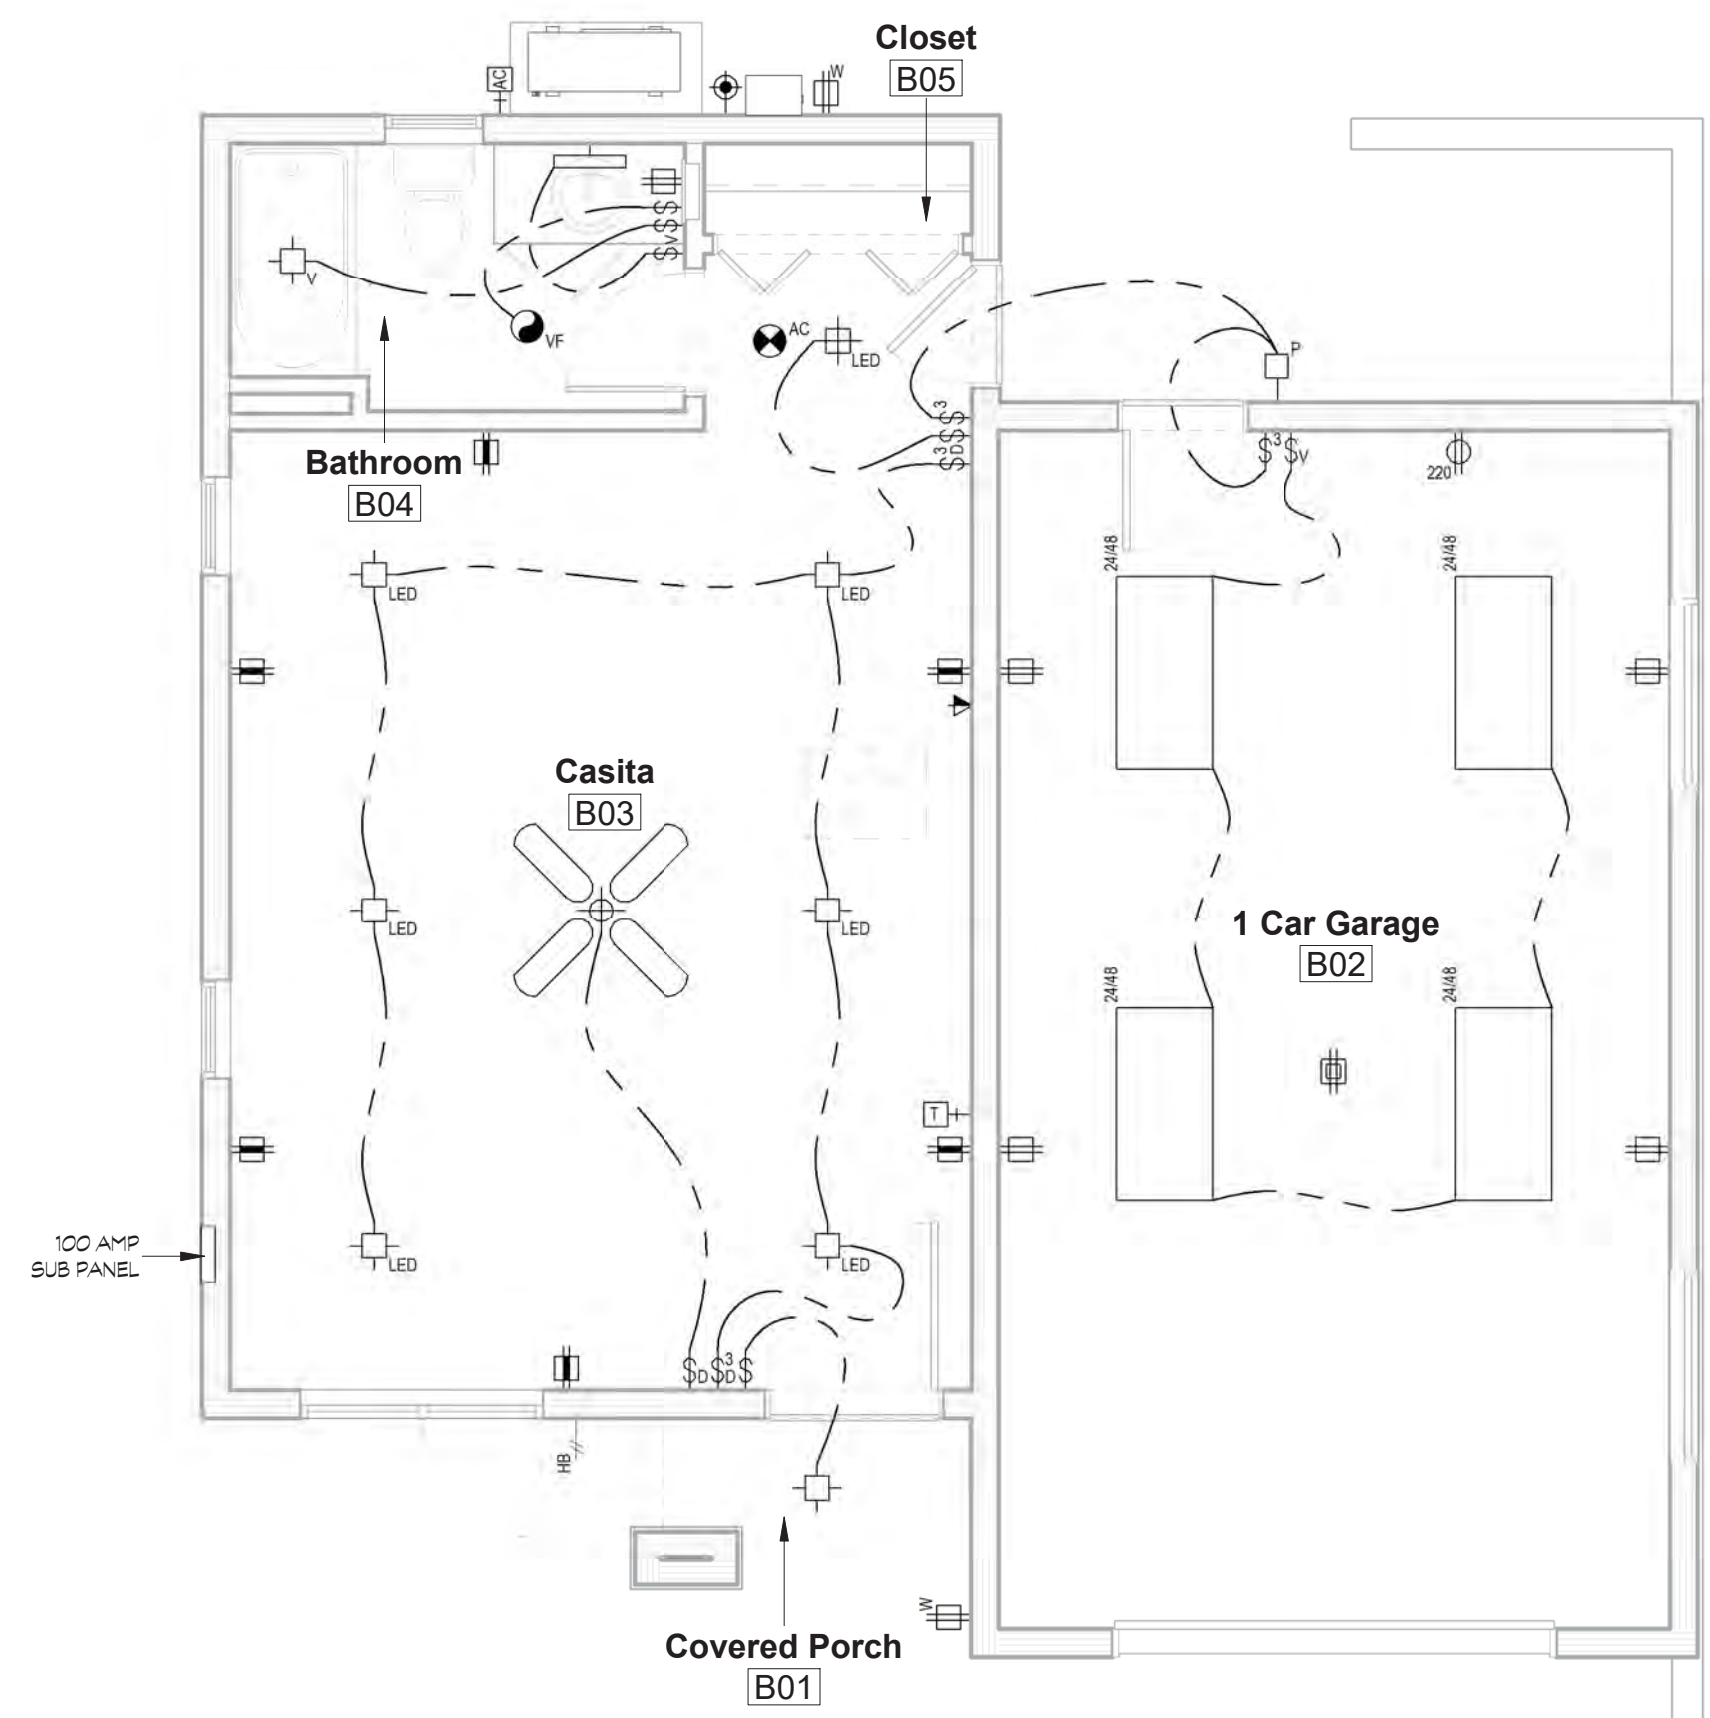 Closet
B05
AC
W
V
VF
AC
LED
P
$ $
$V $
$3 $
$D $
$3D
$3 $V
220
Bathroom
B04
LED
LED
24/48
24/48
Casita
B03
LED
LED
1 Car Garage
B02
24/48
24/48
T
100 AMP
SUB PANEL
LED
LED
$D $3D $
HB
W
Covered Porch
B01